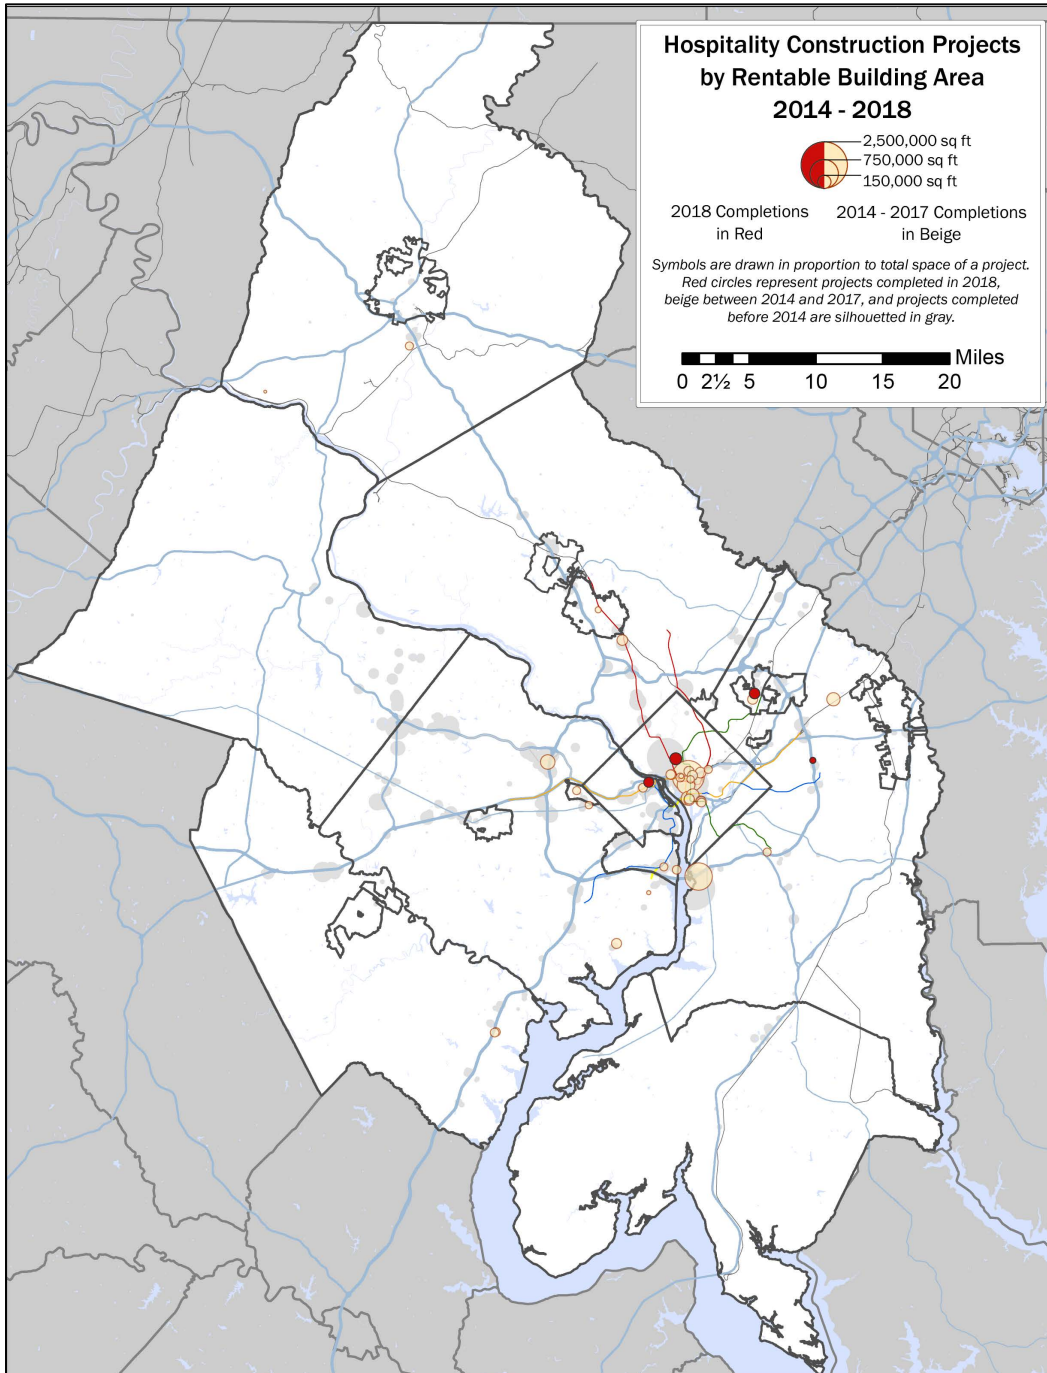 Hospitality Construction Projects
by Rentable Building Area
2014 - 2018
2,500,000 sq ft
750,000 sq ft
150,000 sq ft
2018 Completions
in Red
2014 - 2017 Completions
in Beige
Symbols are drawn in proportion to total space of a project.
Red circles represent projects completed in 2018,
beige between 2014 and 2017, and projects completed
before 2014 are silhouetted in gray.
Miles
0 2½ 5 10 15 20